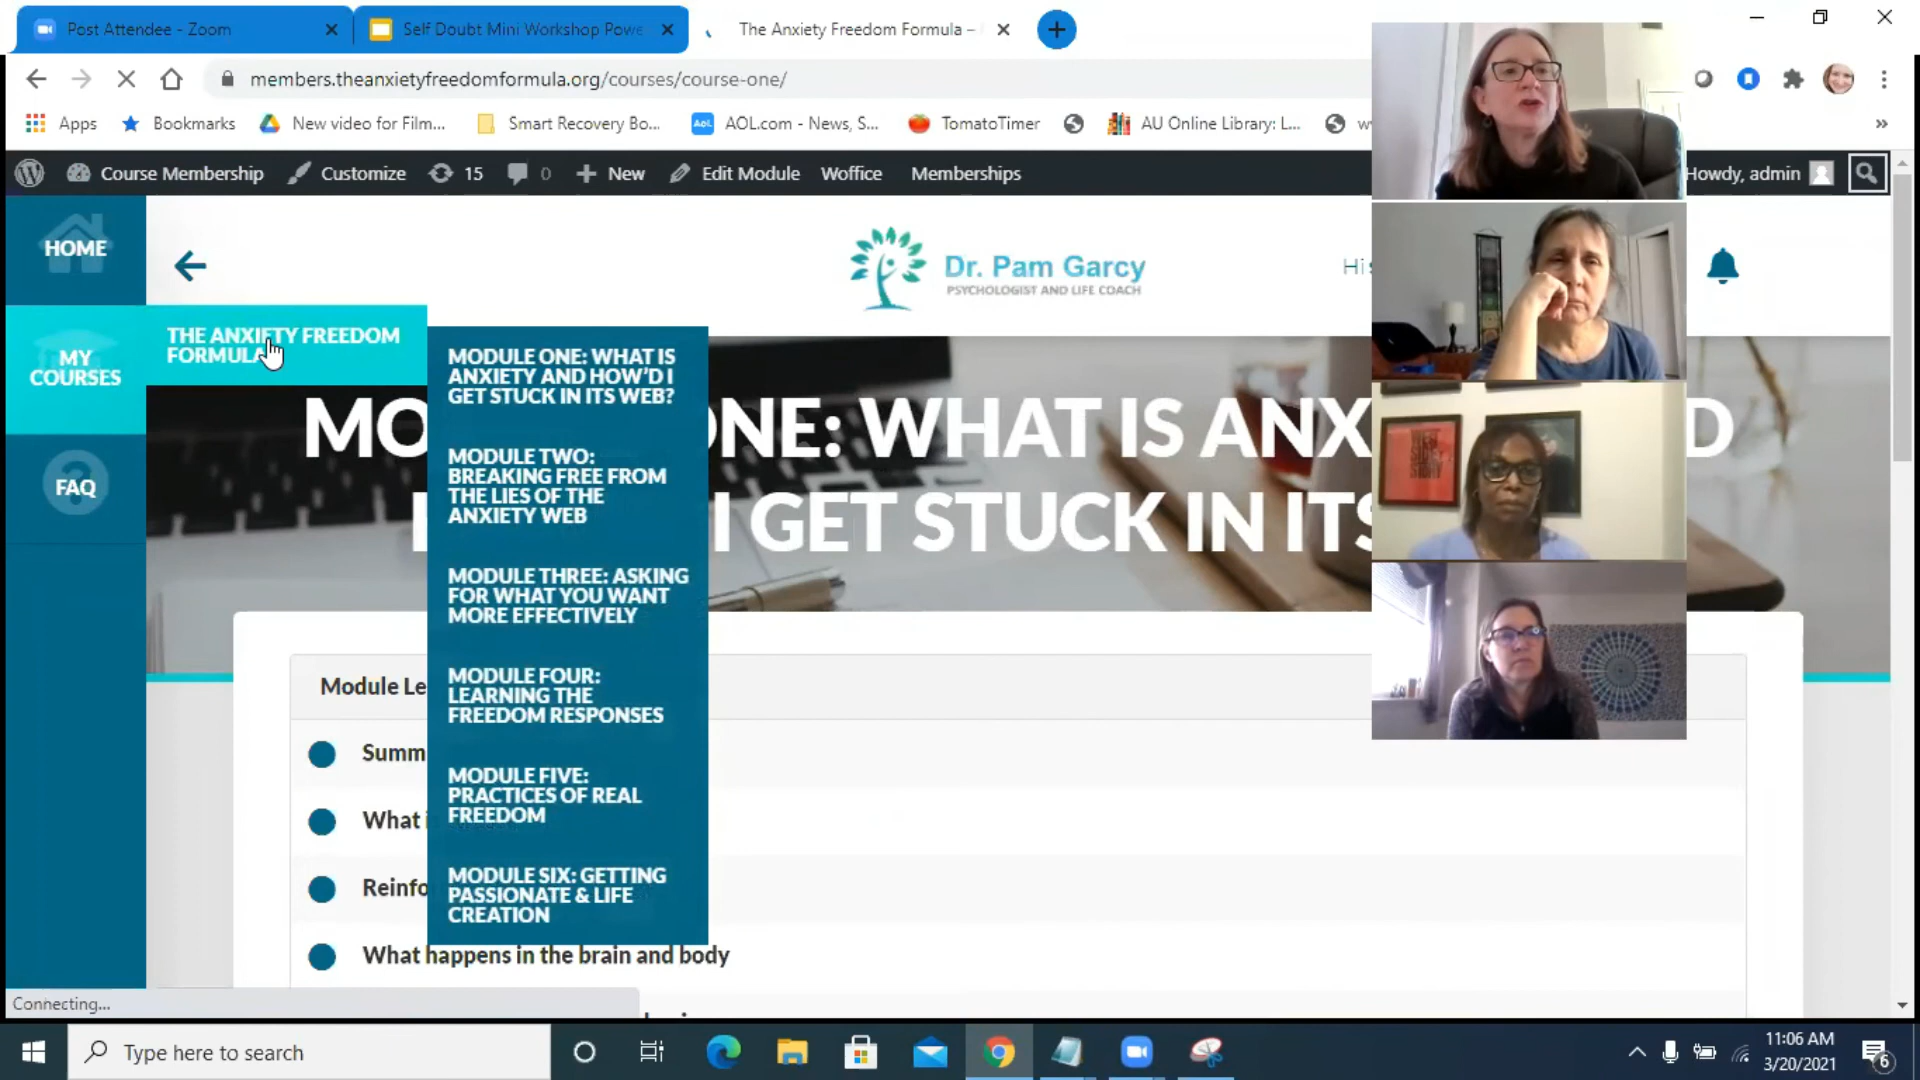 Post Attendee - Zoom
Self Doubt Mini Workshop Powe
The Anxiety Freedom Formula –
members.theanxietyfreedomformula.org/courses/course-one/
Apps
Bookmarks
New video for Film...
Smart Recovery Bo...
Aol.
AOL.com - News, S...
TomatoTimer
AU Online Library: L...
Course Membership
Customize
15
0
New
Edit Module
Woffice
Memberships
Howdy, admin
HOME
Dr. Pam Garcy
PSYCHOLOGIST AND LIFE COACH
Hi
MY
COURSES
THE ANXIETY FREEDOM
FORMULA
FAQ
MODULE ONE: WHAT IS
ANXIETY AND HOW'D I
GET STUCK IN ITS WEB?
MODULE TWO:
BREAKING FREE FROM
THE LIES OF THE
ANXIETY WEB
MODULE THREE: ASKING
FOR WHAT YOU WANT
MORE EFFECTIVELY
MODULE FOUR:
LEARNING THE
FREEDOM RESPONSES
MODULE FIVE:
PRACTICES OF REAL
FREEDOM
MODULE SIX: GETTING
PASSIONATE & LIFE
CREATION
MO ONE: WHAT IS ANX D
I GET STUCK IN ITS
Module Le
Summ
What i
Reinfo
What happens in the brain and body
WEST
SIDE
STORY
Connecting...
Type here to search
11:06 AM
3/20/2021
6